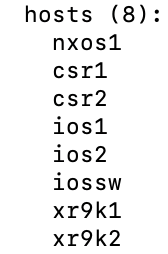 hosts (8):
nxos1
csr1
csr2
ios1
ios2
iossw
xr9k1
xr9k2